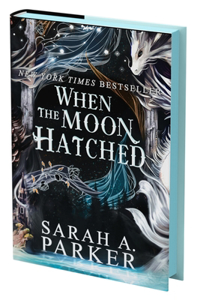 NEW YORK TIMES BESTSELLER
WHEN
THE MOON
HATCHED
SARAH A.
PARKER